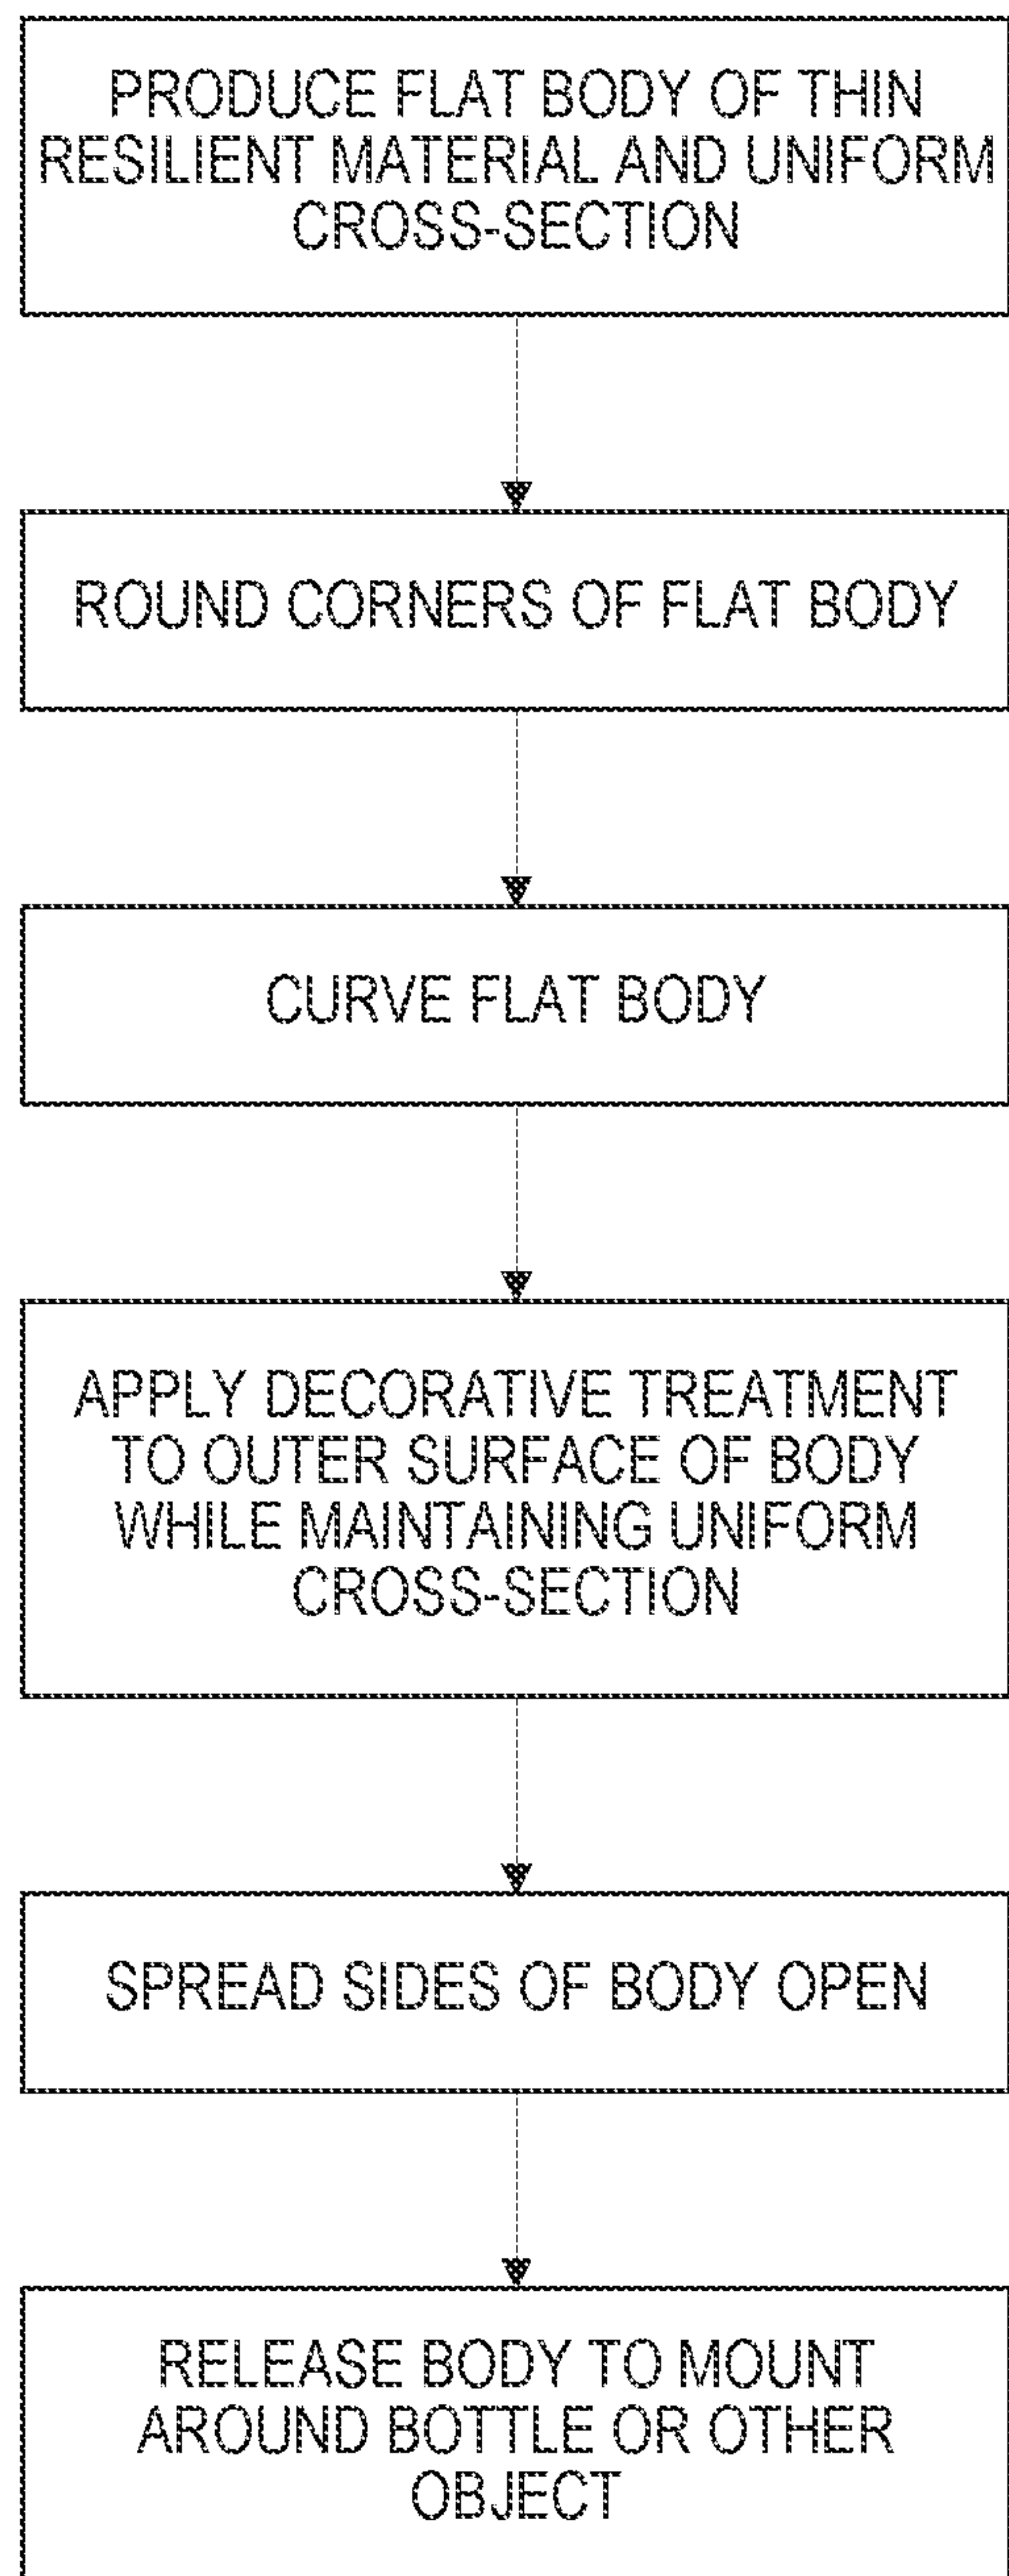 PRODUCE FLAT BODY OF THIN
RESILIENT MATERIAL AND UNIFORM
CROSS-SECTION
ROUND CORNERS OF FLAT BODY
CURVE FLAT BODY
APPLY DECORATIVE TREATMENT
TO OUTER SURFACE OF BODY
WHILE MAINTAINING UNIFORM
CROSS-SECTION
SPREAD SIDES OF BODY OPEN
RELEASE BODY TO MOUNT
AROUND BOTTLE OR OTHER
OBJECT